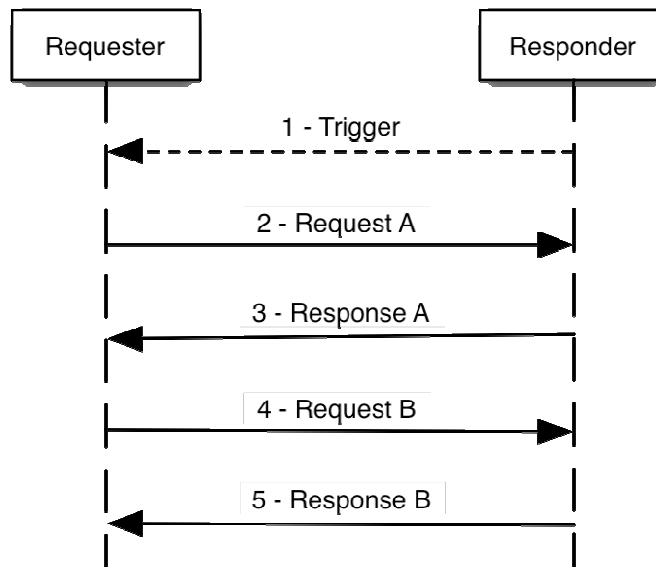 Requester
Responder
1 - Trigger
2 - Request A
3 - Response A
4 - Request B
5 - Response B